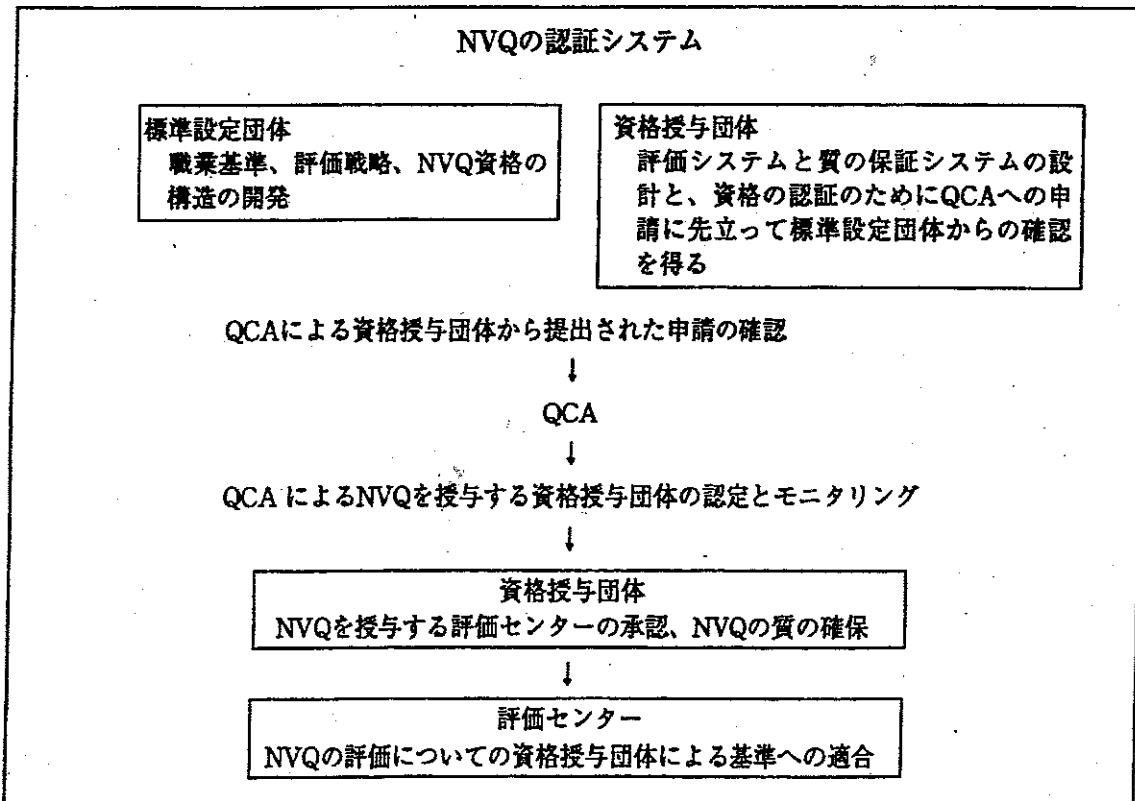 NVQの認証システム
標準設定団体
職業基準、評価戦略、NVQ資格の
構造の開発
資格授与団体
評価システムと質の保証システムの設
計と、資格の認証のためにQCAへの申
請に先立って標準設定団体からの確認
を得る
QCAによる資格授与団体から提出された申請の確認
↓
QCA
↓
QCA によるNVQを授与する資格授与団体の認定とモニタリング
↓
資格授与団体
NVQを授与する評価センターの承認、NVQの質の確保
↓
評価センター
NVQの評価についての資格授与団体による基準への適合